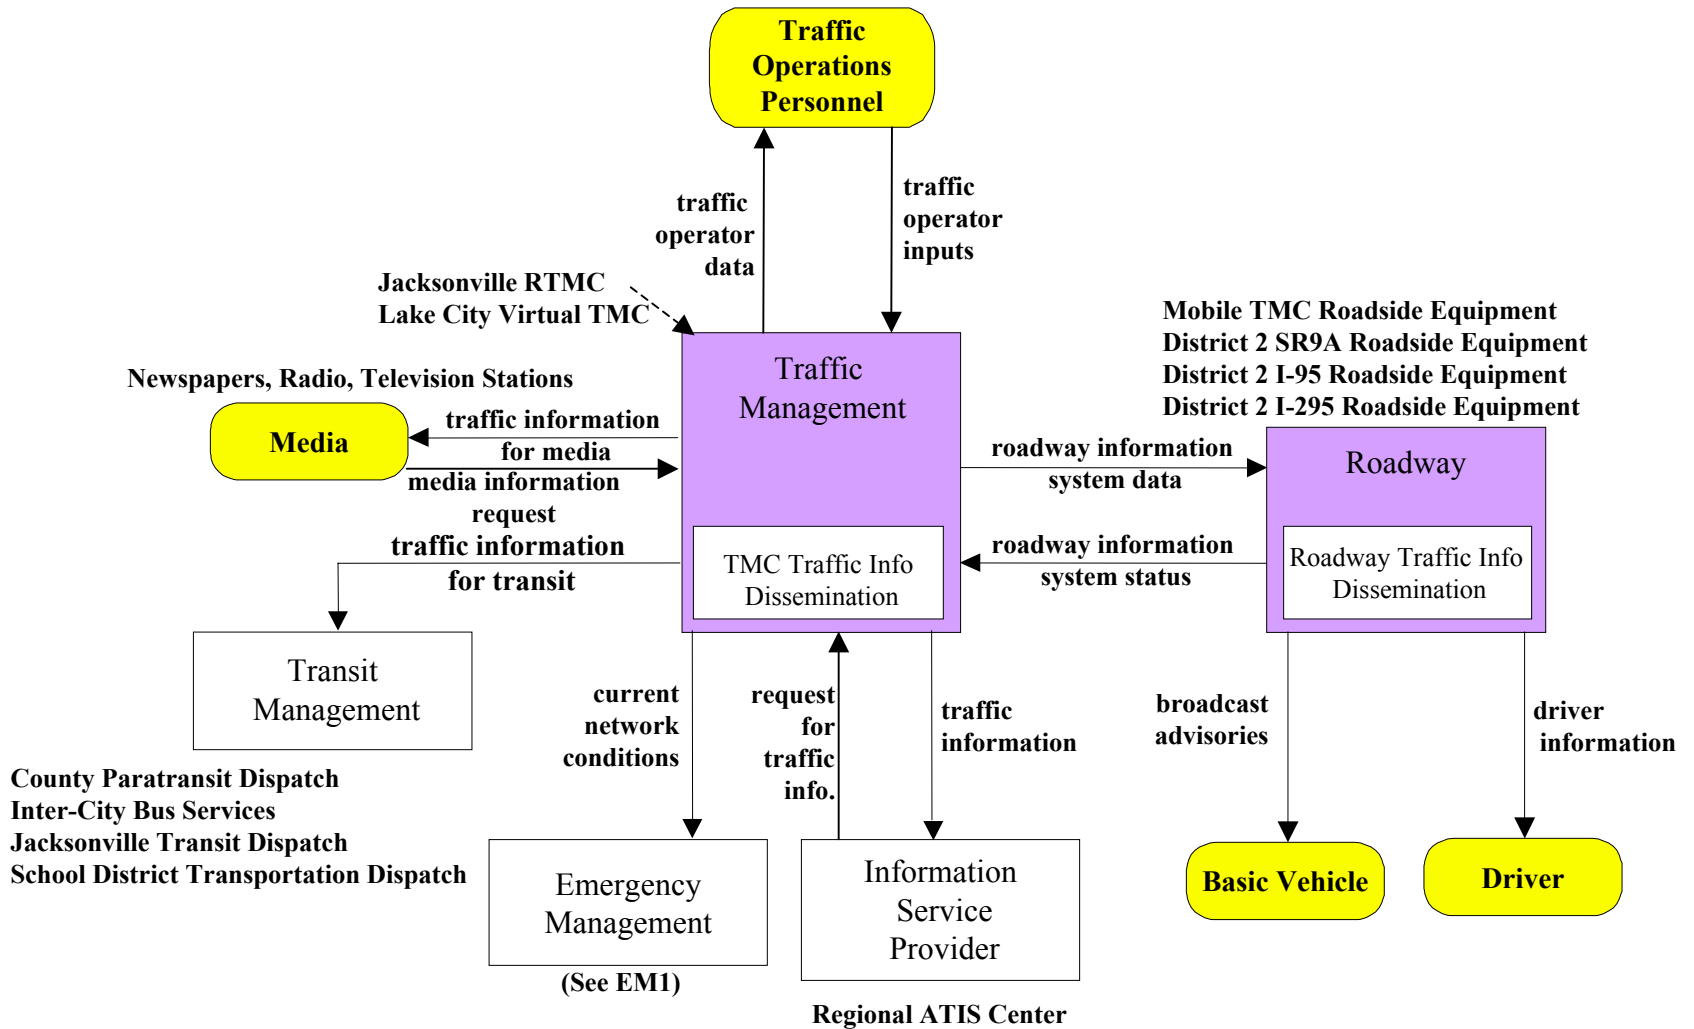 Traffic
Operations
Personnel
traffic
operator
data
traffic
operator
inputs
Jacksonville RTMC
Lake City Virtual TMC
Mobile TMC Roadside Equipment
District 2 SR9A Roadside Equipment
District 2 I-95 Roadside Equipment
District 2 I-295 Roadside Equipment
Traffic
Management
Newspapers, Radio, Television Stations
Media
traffic information
for media
media information
request
traffic information
for transit
roadway information
system data
Roadway
roadway information
system status
TMC Traffic Info
Dissemination
Roadway Traffic Info
Dissemination
Transit
Management
current
network
conditions
request
for
traffic
info.
traffic
information
broadcast
advisories
driver
information
County Paratransit Dispatch
Inter-City Bus Services
Jacksonville Transit Dispatch
School District Transportation Dispatch
Emergency
Management
(See EM1)
Information
Service
Provider
Regional ATIS Center
Basic Vehicle
Driver